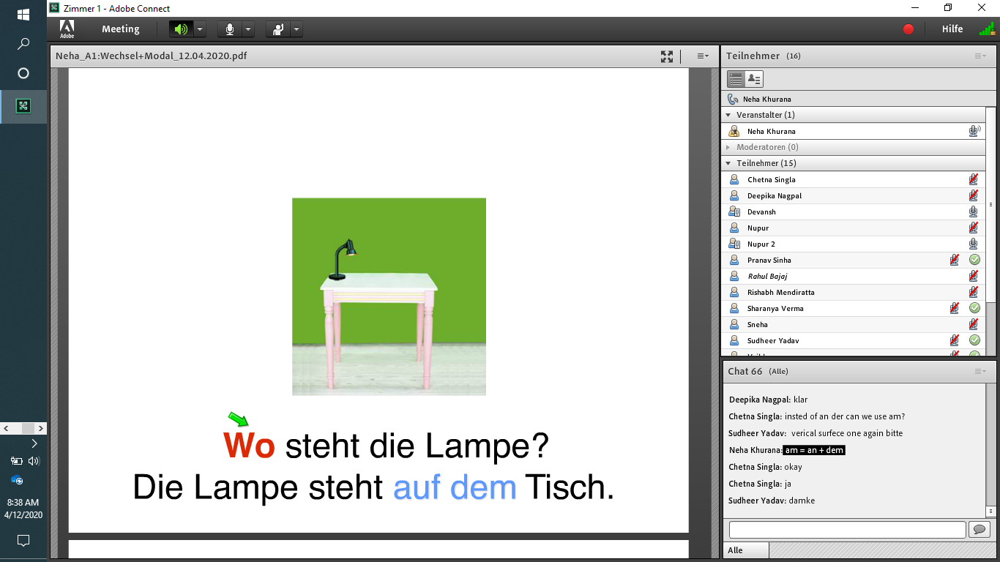 Zimmer 1 - Adobe Connect
Adobe
Meeting
Hilfe
Neha_A1:Wechsel+Modal_12.04.2020.pdf
Wo steht die Lampe?
Die Lampe steht auf dem Tisch.
Teilnehmer (16)
Neha Khurana
Veranstalter (1)
Neha Khurana
Moderatoren (0)
Teilnehmer (15)
Chetna Singla
Deepika Nagpal
Devansh
Nupur
Nupur 2
Pranav Sinha
Rahul Bajaj
Rishabh Mendiratta
Sharanya Verma
Sneha
Sudheer Yadav
Chat 66 (Alle)
Deepika Nagpal: klar
Chetna Singla: insted of an der can we use am?
Sudheer Yadav: verical surfece one again bitte
Neha Khurana: am = an + dem
Chetna Singla: okay
Chetna Singla: ja
Sudheer Yadav: damke
Alle
8:38 AM
4/12/2020